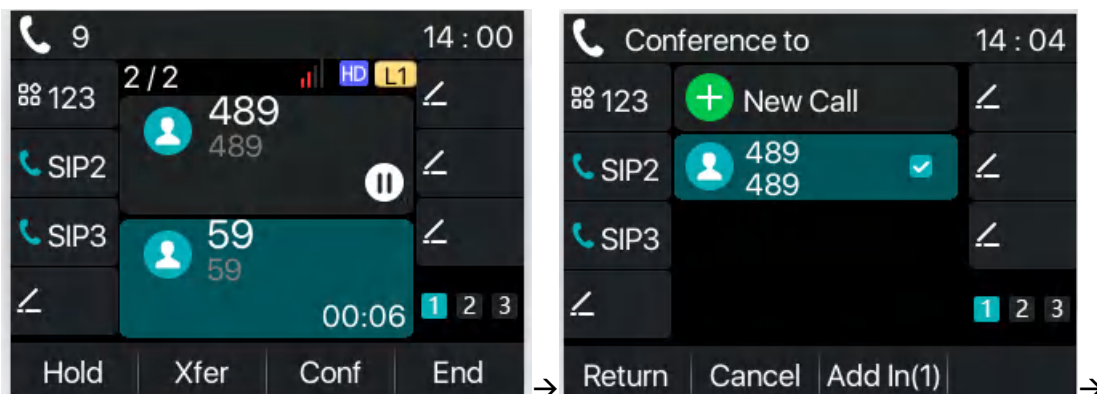 9 14:00
2/2 HD L1
123
489
489
SIP2
SIP3
59
59
00:06
1 2 3
Hold Xfer Conf End
→
Conference to 14:04
123
New Call
SIP2
489
489
SIP3
1 2 3
Return Cancel Add In(1)
→